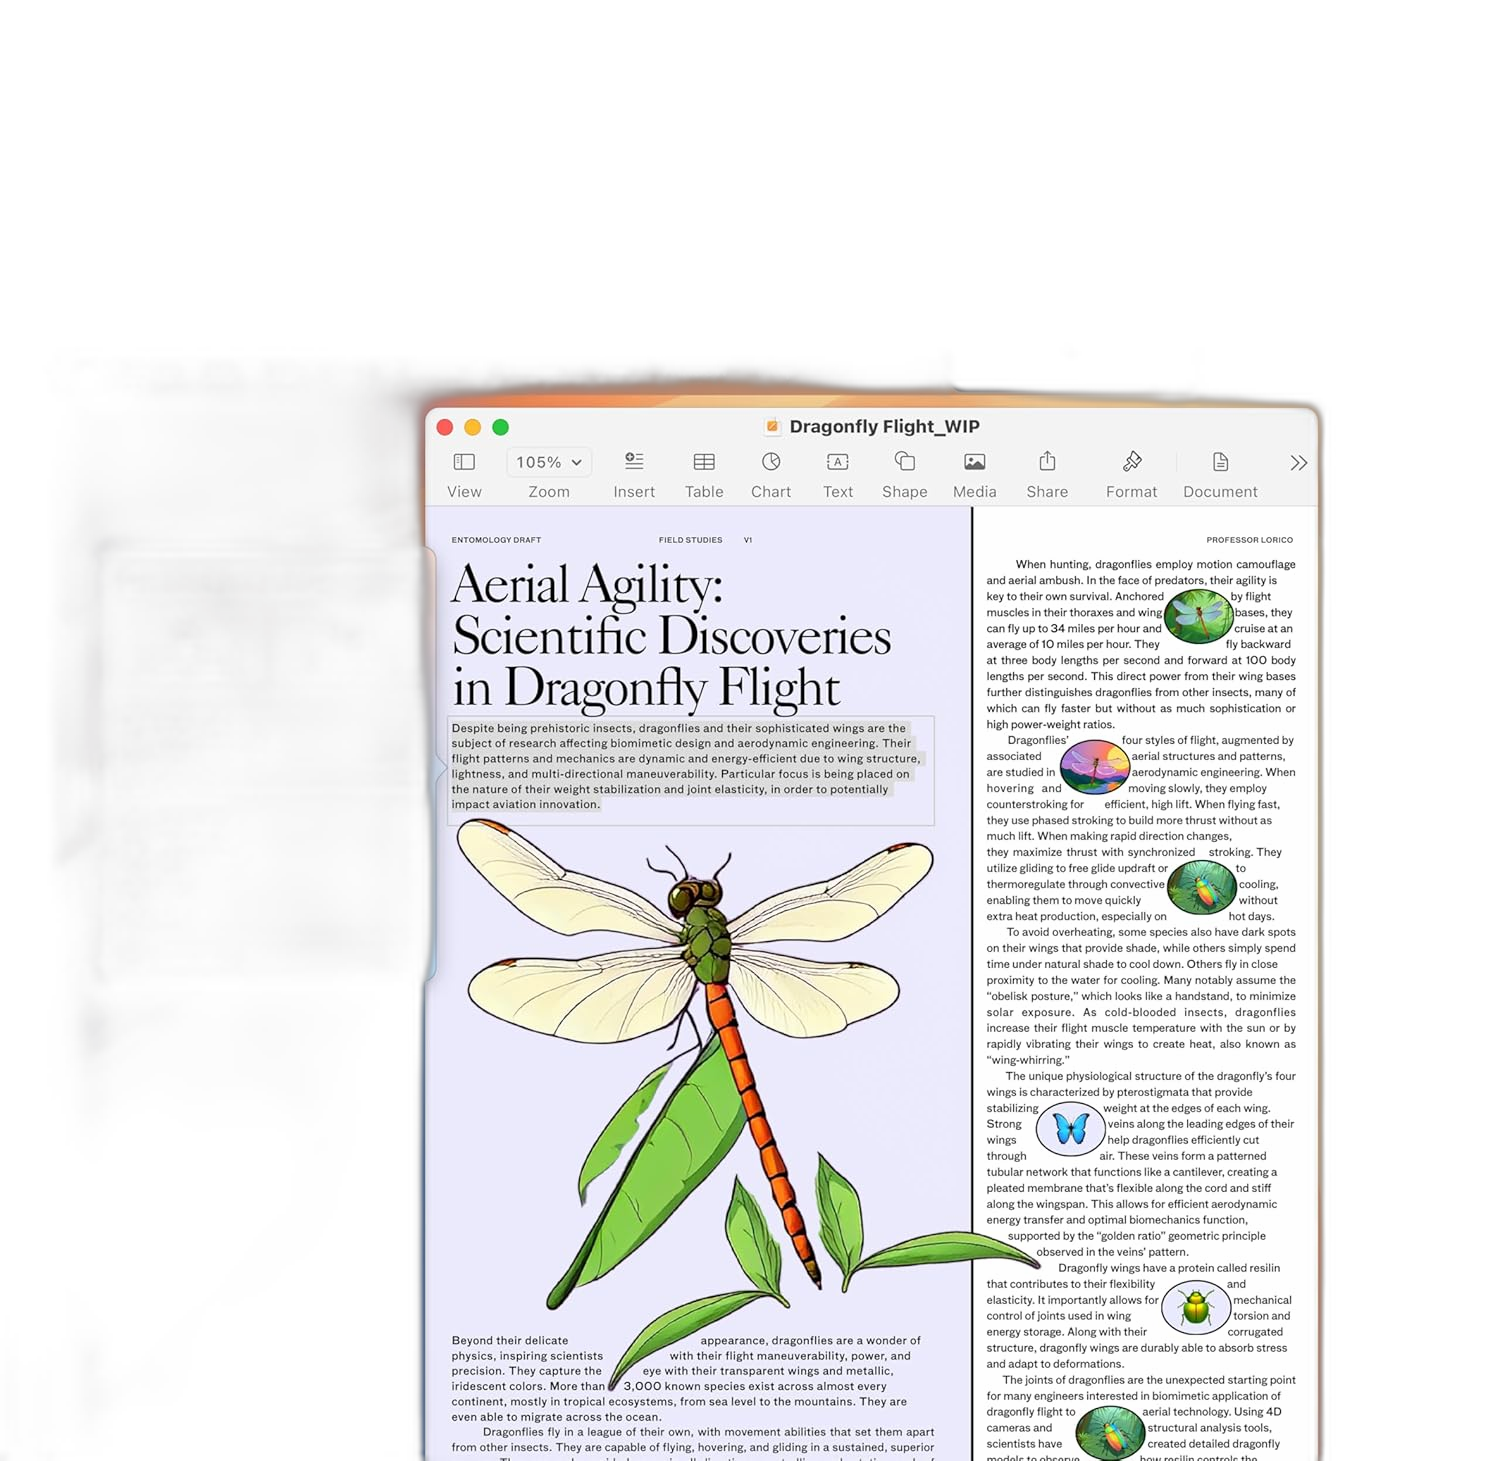 Dragonfly Flight_WIP
105%
View Zoom Insert Table Chart Text Shape Media Share Format Document
ENTOMOLOGY DRAFT FIELD STUDIES V1
Aerial Agility:
Scientific Discoveries
in Dragonfly Flight
Despite being prehistoric insects, dragonflies and their sophisticated wings are the
subject of research affecting biomimetic design and aerodynamic engineering. Their
flight patterns and mechanics are dynamic and energy-efficient due to wing structure,
lightness, and multi-directional maneuverability. Particular focus is being placed on
the nature of their weight stabilization and joint elasticity, in order to potentially
impact aviation innovation.
Beyond their delicate appearance, dragonflies are a wonder of
physics, inspiring scientists with their flight maneuverability, power, and
precision. They capture the eye with their transparent wings and metallic,
iridescent colors. More than 3,000 known species exist across almost every
continent, mostly in tropical ecosystems, from sea level to the mountains. They are
even able to migrate across the ocean.
Dragonflies fly in a league of their own, with movement abilities that set them apart
from other insects. They are capable of flying, hovering, and gliding in a sustained, superior
PROFESSOR LORICO
When hunting, dragonflies employ motion camouflage
and aerial ambush. In the face of predators, their agility is
key to their own survival. Anchored by flight
muscles in their thoraxes and wing bases, they
can fly up to 34 miles per hour and cruise at an
average of 10 miles per hour. They fly backward
at three body lengths per second and forward at 100 body
lengths per second. This direct power from their wing bases
further distinguishes dragonflies from other insects, many of
which can fly faster but without as much sophistication or
high power-weight ratios.
Dragonflies' four styles of flight, augmented by
associated aerial structures and patterns,
are studied in aerodynamic engineering. When
hovering and moving slowly, they employ
counterstroking for efficient, high lift. When flying fast,
they use phased stroking to build more thrust without as
much lift. When making rapid direction changes,
they maximize thrust with synchronized stroking. They
utilize gliding to free glide updraft or to
thermoregulate through convective cooling,
enabling them to move quickly without
extra heat production, especially on hot days.
To avoid overheating, some species also have dark spots
on their wings that provide shade, while others simply spend
time under natural shade to cool down. Others fly in close
proximity to the water for cooling. Many notably assume the
“obelisk posture,” which looks like a handstand, to minimize
solar exposure. As cold-blooded insects, dragonflies
increase their flight muscle temperature with the sun or by
rapidly vibrating their wings to create heat, also known as
“wing-whirring.”
The unique physiological structure of the dragonfly’s four
wings is characterized by pterostigmata that provide
stabilizing weight at the edges of each wing.
Strong veins along the leading edges of their
wings help dragonflies efficiently cut
through air. These veins form a patterned
tubular network that functions like a cantilever, creating a
pleated membrane that’s flexible along the cord and stiff
along the wingspan. This allows for efficient aerodynamic
energy transfer and optimal biomechanics function,
supported by the “golden ratio” geometric principle
observed in the veins’ pattern.
Dragonfly wings have a protein called resilin
that contributes to their flexibility and
elasticity. It importantly allows for mechanical
control of joints used in wing torsion and
energy storage. Along with their corrugated
structure, dragonfly wings are durably able to absorb stress
and adapt to deformations.
The joints of dragonflies are the unexpected starting point
for many engineers interested in biomimetic application of
dragonfly flight to aerial technology. Using 4D
cameras and structural analysis tools,
scientists have created detailed dragonfly
models to observe how resilin controls the